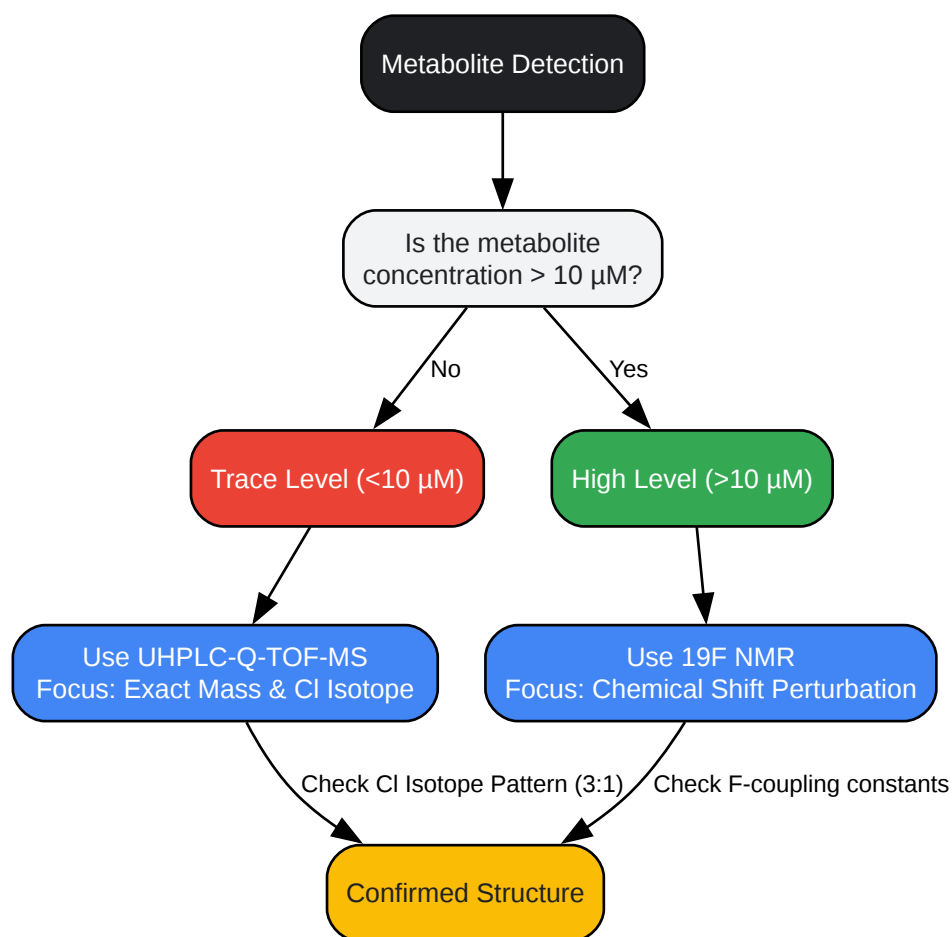 Metabolite Detection
Is the metabolite
concentration > 10 µM?
No
Yes
Trace Level (<10 µM)
High Level (>10 µM)
Use UHPLC-Q-TOF-MS
Focus: Exact Mass & Cl Isotope
Use 19F NMR
Focus: Chemical Shift Perturbation
Check Cl Isotope Pattern (3:1)
Check F-coupling constants
Confirmed Structure